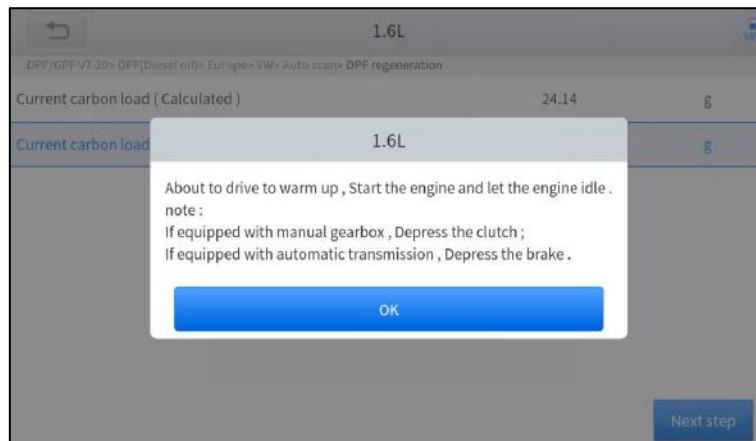 1.6L
DPF/GPF V7.20> DPF(Diesel oil)> Europe> VW> Auto scan> DPF regeneration
Current carbon load ( Calculated ) 24.14 g
Current carbon load g
1.6L
About to drive to warm up , Start the engine and let the engine idle .
note :
If equipped with manual gearbox , Depress the clutch ;
If equipped with automatic transmission , Depress the brake .
OK
Next step